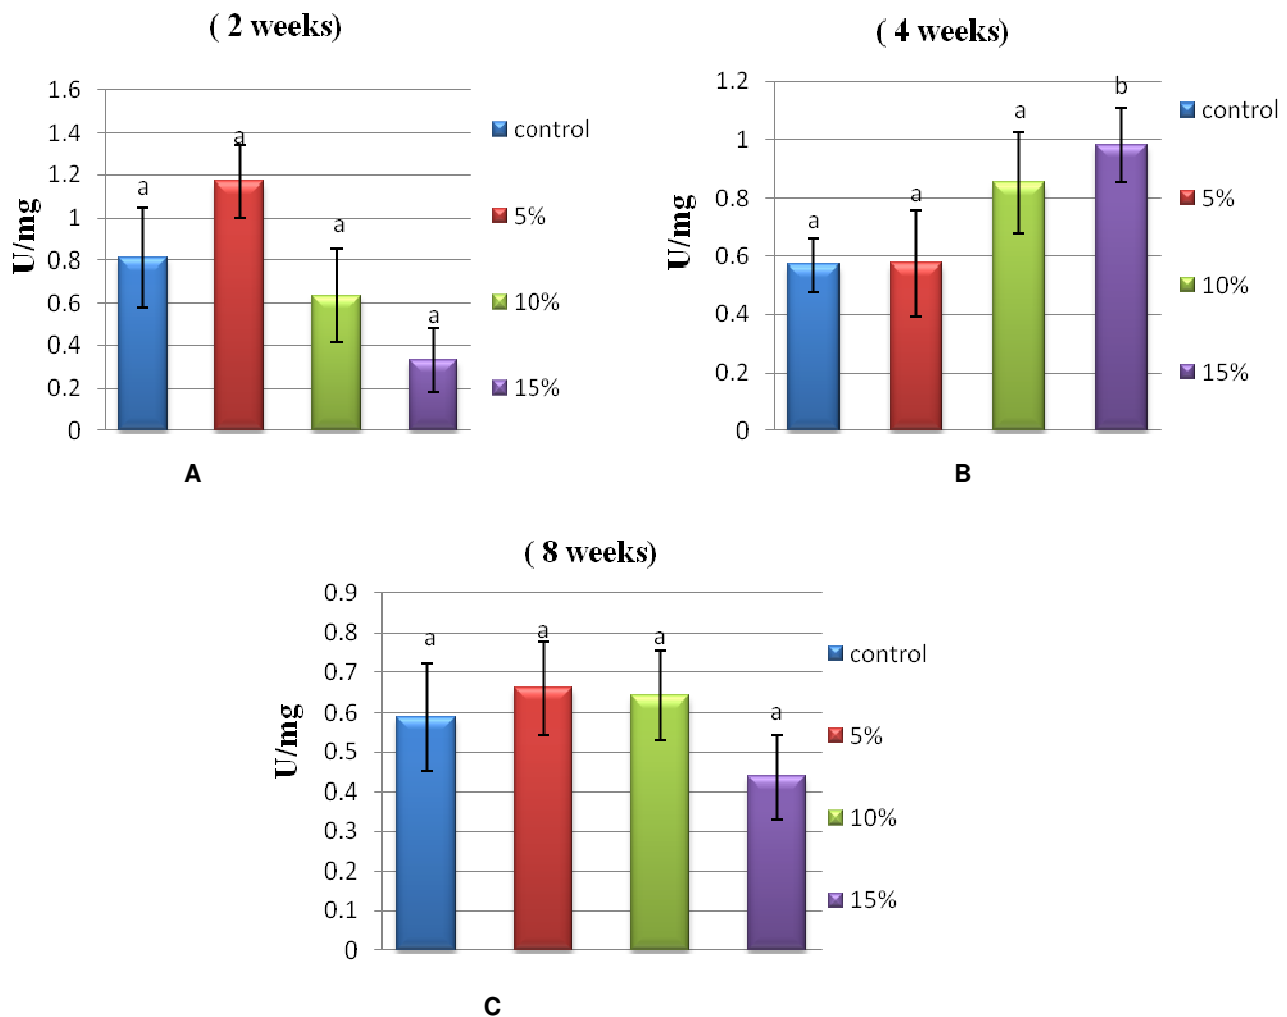 ( 2 weeks)
1.6
1.4
1.2
1
0.8
0.6
0.4
0.2
0
U/mg
a
a
a
a
control
5%
10%
15%
A
( 4 weeks)
1.2
1
0.8
0.6
0.4
0.2
0
U/mg
a
a
a
b
control
5%
10%
15%
B
( 8 weeks)
0.9
0.8
0.7
0.6
0.5
0.4
0.3
0.2
0.1
0
U/mg
a
a
a
a
control
5%
10%
15%
C